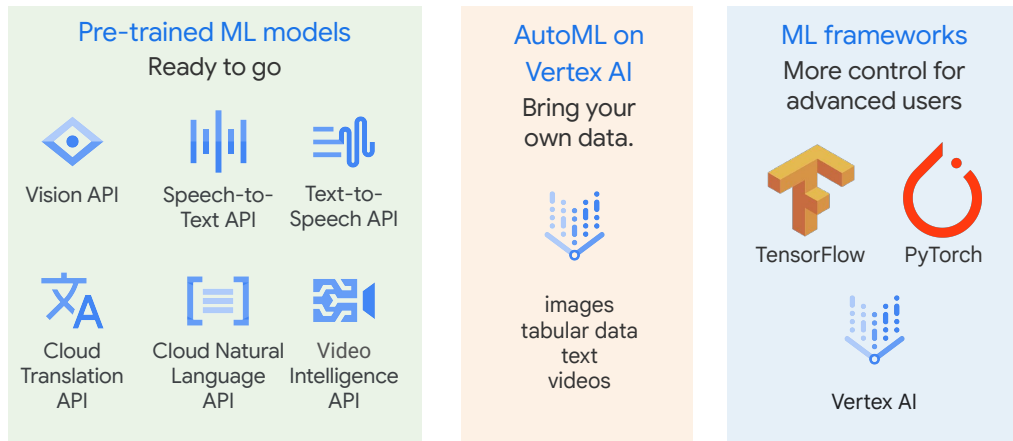 Pre-trained ML models
Ready to go
Vision API
Speech-to-
Text API
Text-to-
Speech API
Cloud
Translation
API
Cloud Natural
Language
API
Video
Intelligence
API
AutoML on
Vertex AI
Bring your
own data.
images
tabular data
text
videos
ML frameworks
More control for
advanced users
TensorFlow
PyTorch
Vertex AI